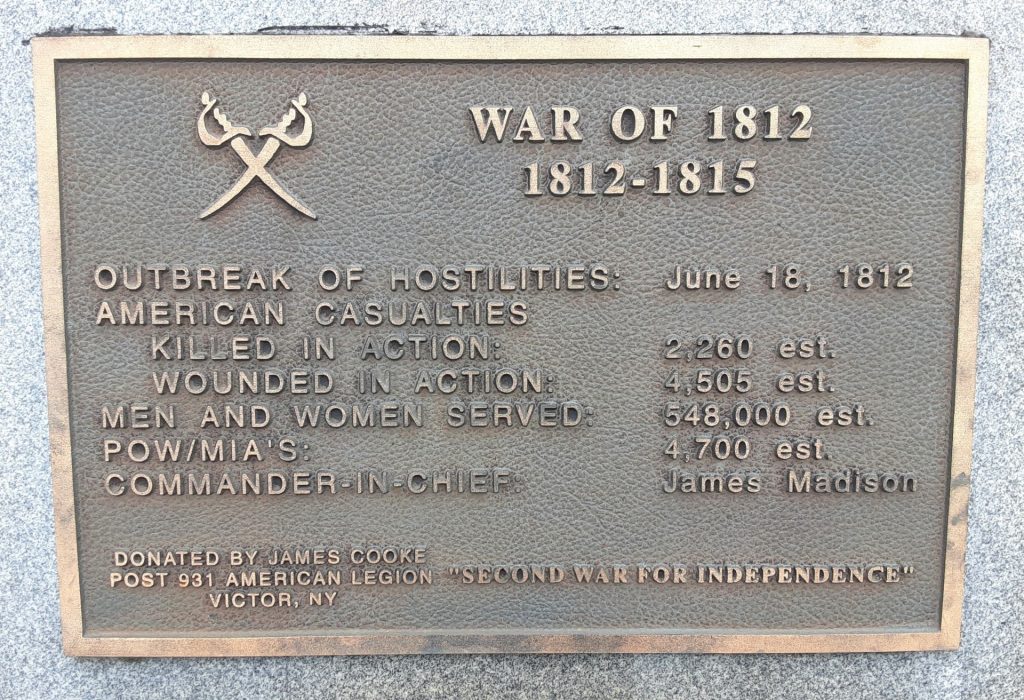 WAR OF 1812
1812-1815
OUTBREAK OF HOSTILITIES: June 18, 1812
AMERICAN CASUALTIES
KILLED IN ACTION: 2,260 est.
WOUNDED IN ACTION: 4,505 est.
MEN AND WOMEN SERVED: 548,000 est.
POW/MIA'S: 4,700 est.
COMMANDER-IN-CHIEF: James Madison
DONATED BY JAMES COOKE
POST 931 AMERICAN LEGION
VICTOR, NY
"SECOND WAR FOR INDEPENDENCE"